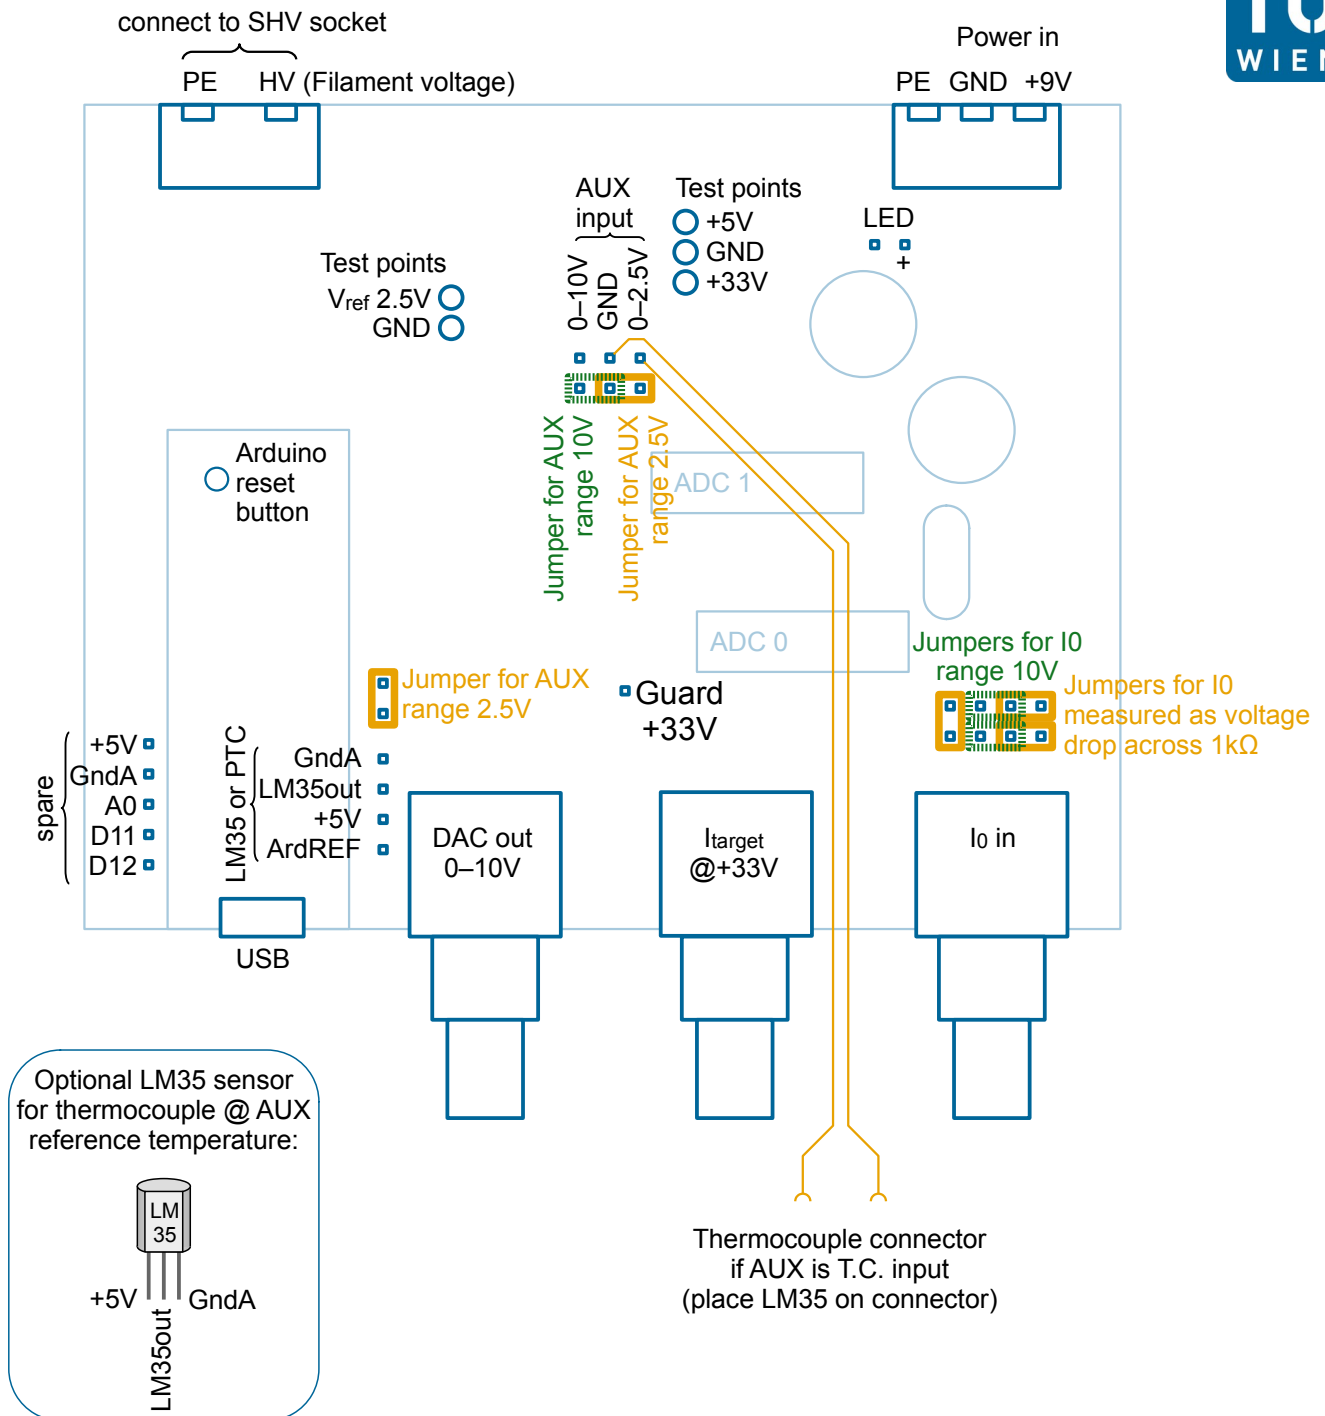 connect to SHV socket
PE HV (Filament voltage)
Power in
PE GND +9V
WIEN
AUX
input
0–10V
GND
0–2.5V
Test points
+5V
GND
+33V
LED
+
Test points
Vref 2.5V
GND
Jumper for AUX
range 10V
Jumper for AUX
range 2.5V
ADC 1
Arduino
reset
button
ADC 0
Jumpers for I0
range 10V
Jumpers for I0
measured as voltage
drop across 1kΩ
Jumper for AUX
range 2.5V
Guard
+33V
spare
+5V
GndA
A0
D11
D12
LM35 or PTC
GndA
LM35out
+5V
ArdREF
DAC out
0–10V
Itarget
@+33V
I0 in
USB
Optional LM35 sensor
for thermocouple @ AUX
reference temperature:
LM
35
+5V
LM35out
GndA
Thermocouple connector
if AUX is T.C. input
(place LM35 on connector)